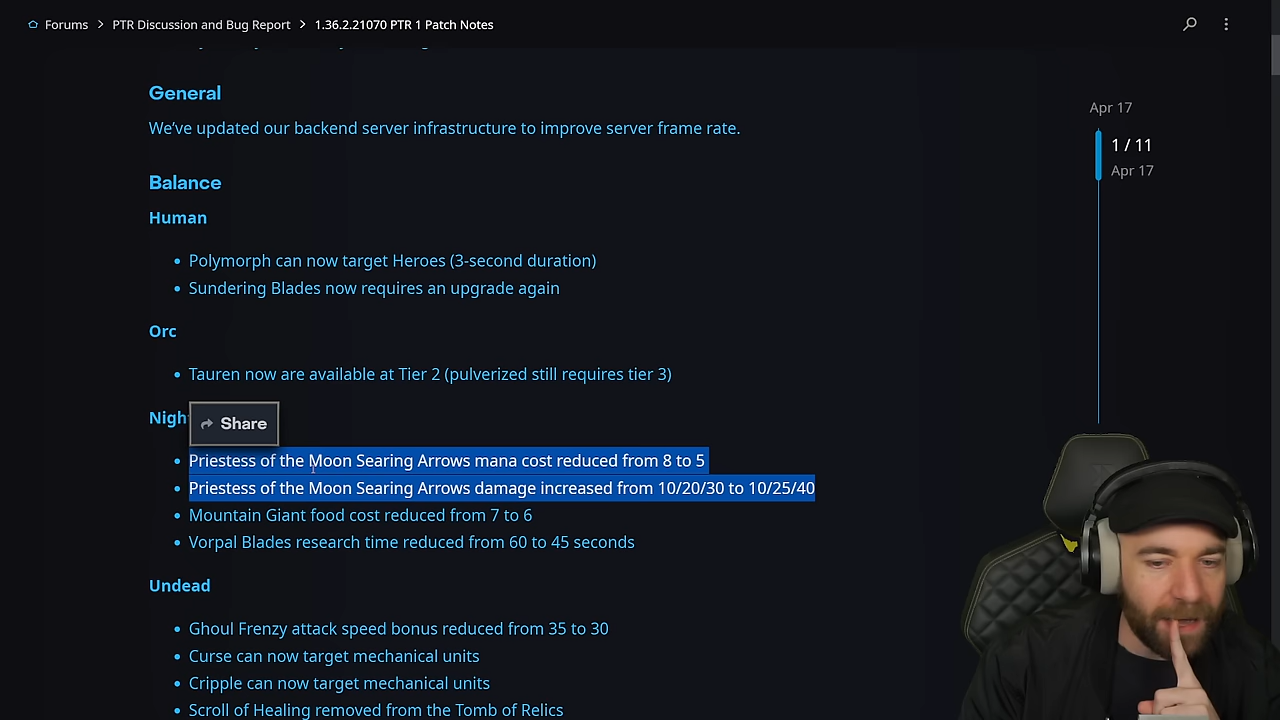 Forums > PTR Discussion and Bug Report > 1.36.2.21070 PTR 1 Patch Notes
General
We've updated our backend server infrastructure to improve server frame rate.
Apr 17
1 / 11
Apr 17
Balance
Human
• Polymorph can now target Heroes (3-second duration)
• Sundering Blades now requires an upgrade again
Orc
• Tauren now are available at Tier 2 (pulverized still requires tier 3)
Nigh
Share
• Priestess of the Moon Searing Arrows mana cost reduced from 8 to 5
• Priestess of the Moon Searing Arrows damage increased from 10/20/30 to 10/25/40
• Mountain Giant food cost reduced from 7 to 6
• Vorpal Blades research time reduced from 60 to 45 seconds
Undead
• Ghoul Frenzy attack speed bonus reduced from 35 to 30
• Curse can now target mechanical units
• Cripple can now target mechanical units
• Scroll of Healing removed from the Tomb of Relics